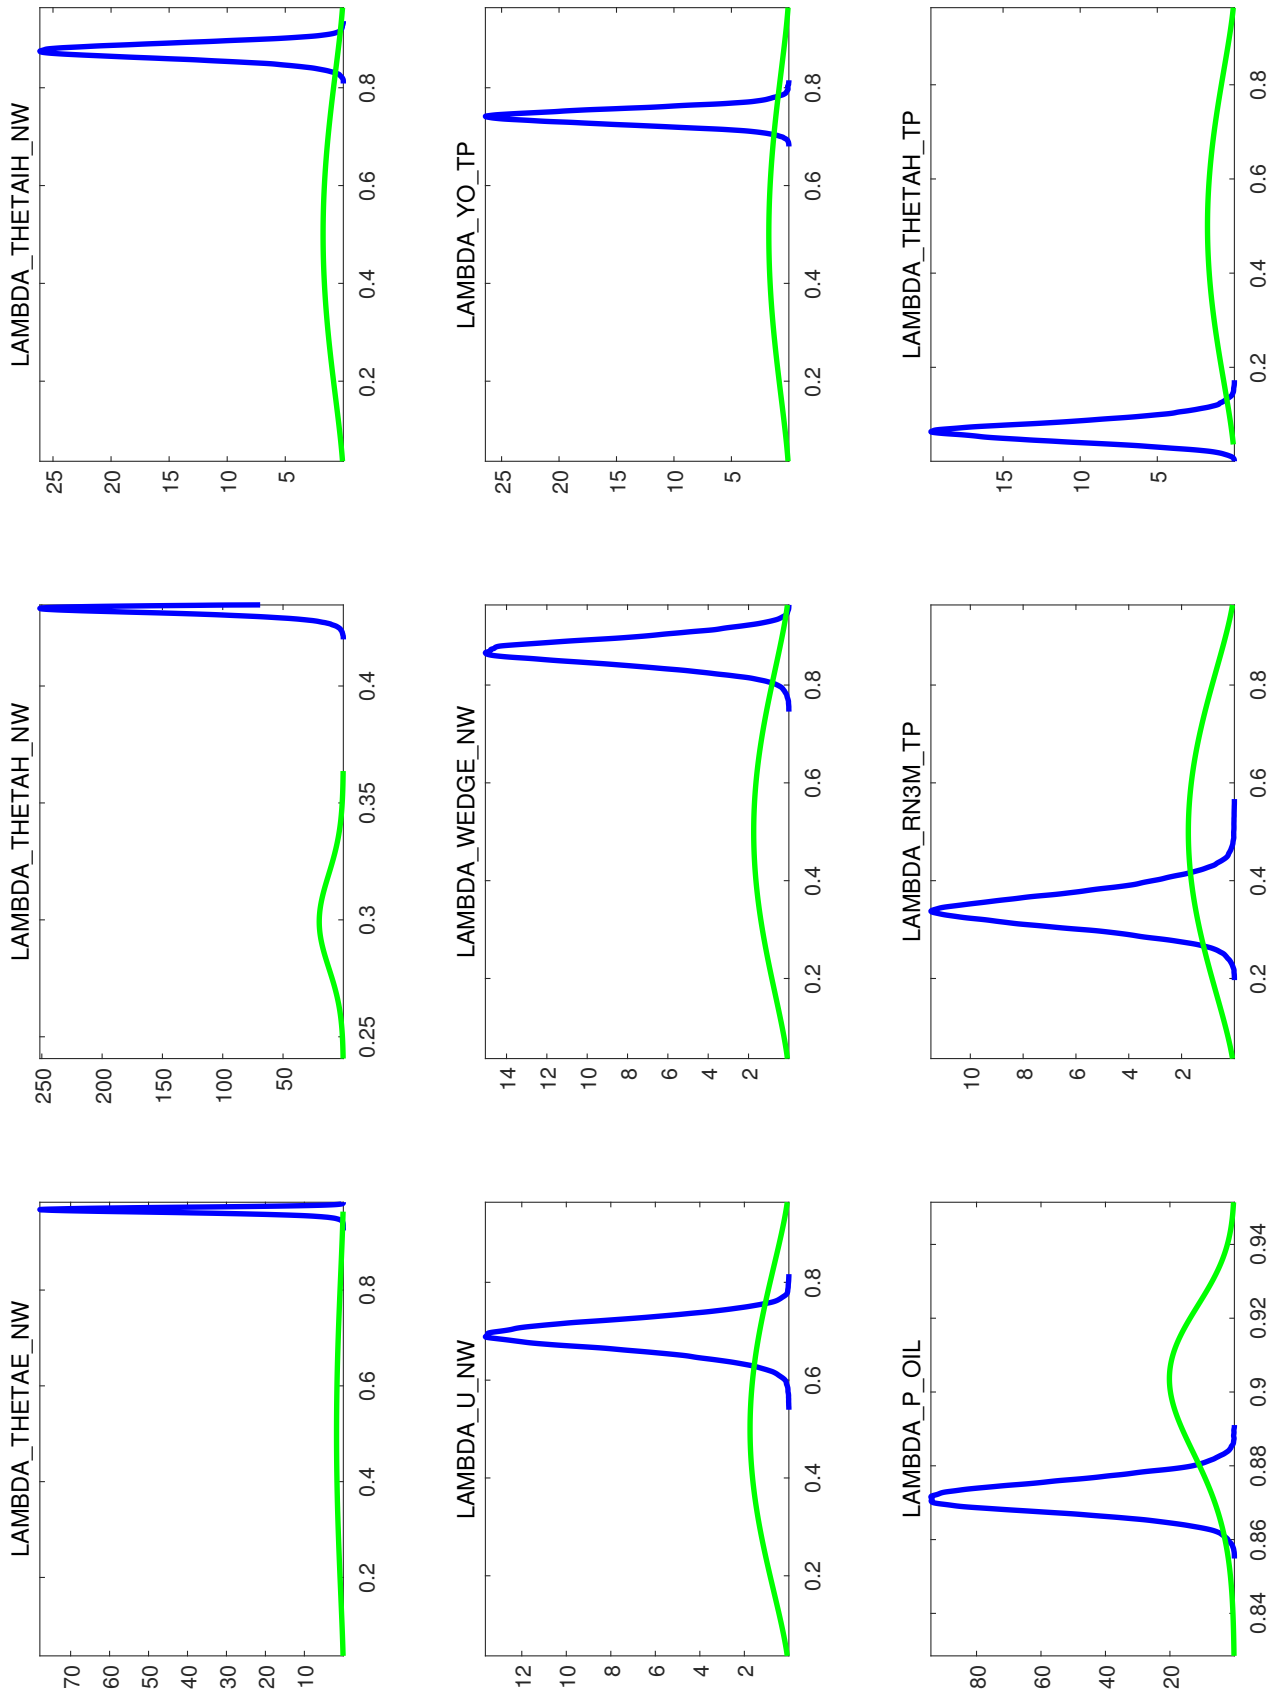 LAMBDA_THETAE_NW
70
60
50
40
30
20
10
0.2 0.4 0.6 0.8
LAMBDA_THETAH_NW
250
200
150
100
50
0.25 0.3 0.35 0.4
LAMBDA_THETAIH_NW
25
20
15
10
5
0.2 0.4 0.6 0.8
LAMBDA_U_NW
12
10
8
6
4
2
0.2 0.4 0.6 0.8
LAMBDA_WEDGE_NW
14
12
10
8
6
4
2
0.2 0.4 0.6 0.8
LAMBDA_YO_TP
25
20
15
10
5
0.2 0.4 0.6 0.8
LAMBDA_P_OIL
80
60
40
20
0.84 0.86 0.88 0.9 0.92 0.94
LAMBDA_RN3M_TP
10
8
6
4
2
0.2 0.4 0.6 0.8
LAMBDA_THETAH_TP
15
10
5
0.2 0.4 0.6 0.8